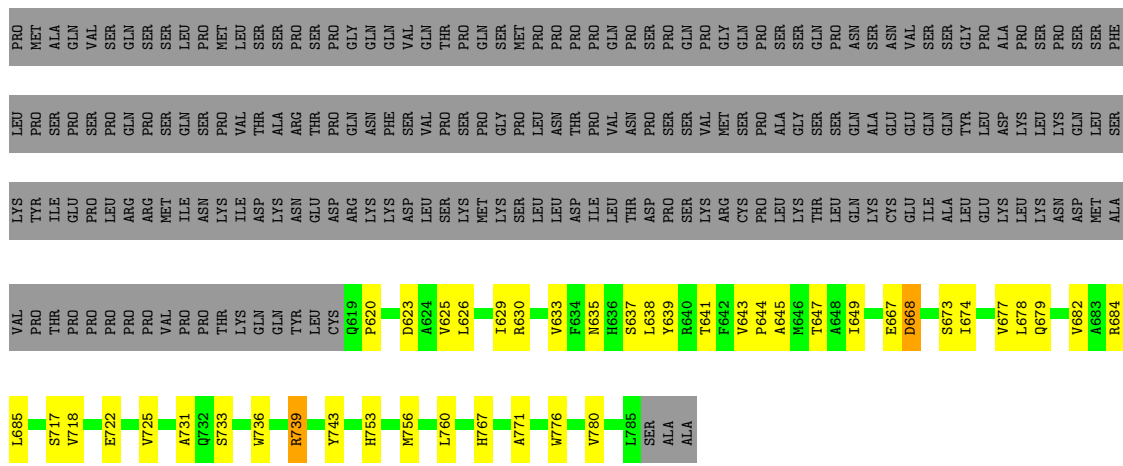 PRO MET ALA GLN VAL SER GLN SER SER LEU PRO MET LEU SER SER PRO SER PRO GLY GLN GLN VAL GLN THR PRO GLN SER MET PRO PRO PRO PRO GLN PRO SER PRO GLN PRO GLY GLN PRO SER SER GLN PRO ASN SER ASN VAL SER SER GLY PRO ALA PRO SER PRO SER SER PHE
LEU PRO SER PRO SER PRO GLN PRO SER GLN SER PRO VAL THR ALA ARG THR PRO GLN ASN PHE SER VAL PRO SER PRO GLY PRO LEU ASN THR PRO VAL ASN PRO SER SER VAL MET SER PRO ALA GLY SER SER GLN ALA GLU GLU GLN GLN TYR LEU ASP LYS LEU LYS GLN LEU SER
LYS TYR ILE GLU PRO LEU ARG ARG MET ILE ASN LYS ILE ASP LYS ASN GLU ASP ARG LYS LYS ASP LEU SER LYS MET LYS SER LEU LEU ASP ILE LEU THR ASP PRO SER LYS ARG CYS PRO LEU LYS THR LEU GLN LYS CYS GLU ILE ALA LEU GLU LYS LEU LYS ASN ASP MET ALA
VAL PRO THR PRO PRO PRO PRO VAL PRO PRO THR LYS GLN GLN TYR LEU CYS Q619 P620 D623 A624 V625 L626 I629 R630 V633 F634 N635 H636 S637 L638 Y639 R640 I641 F642 V643 P644 A645 M646 T647 A648 I649 E667 D668 S673 I674 V677 L678 Q679 V682 A683 R684
L685 S717 V718 E722 V725 A731 Q732 S733 W736 R739 Y743 H753 M756 L760 H767 A771 W776 V780 L785 SER ALA ALA